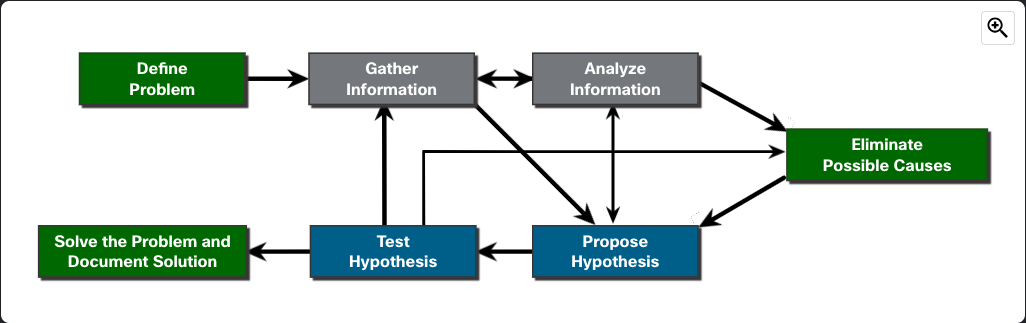 Define
Problem
Gather
Information
Analyze
Information
Eliminate
Possible Causes
Solve the Problem and
Document Solution
Test
Hypothesis
Propose
Hypothesis